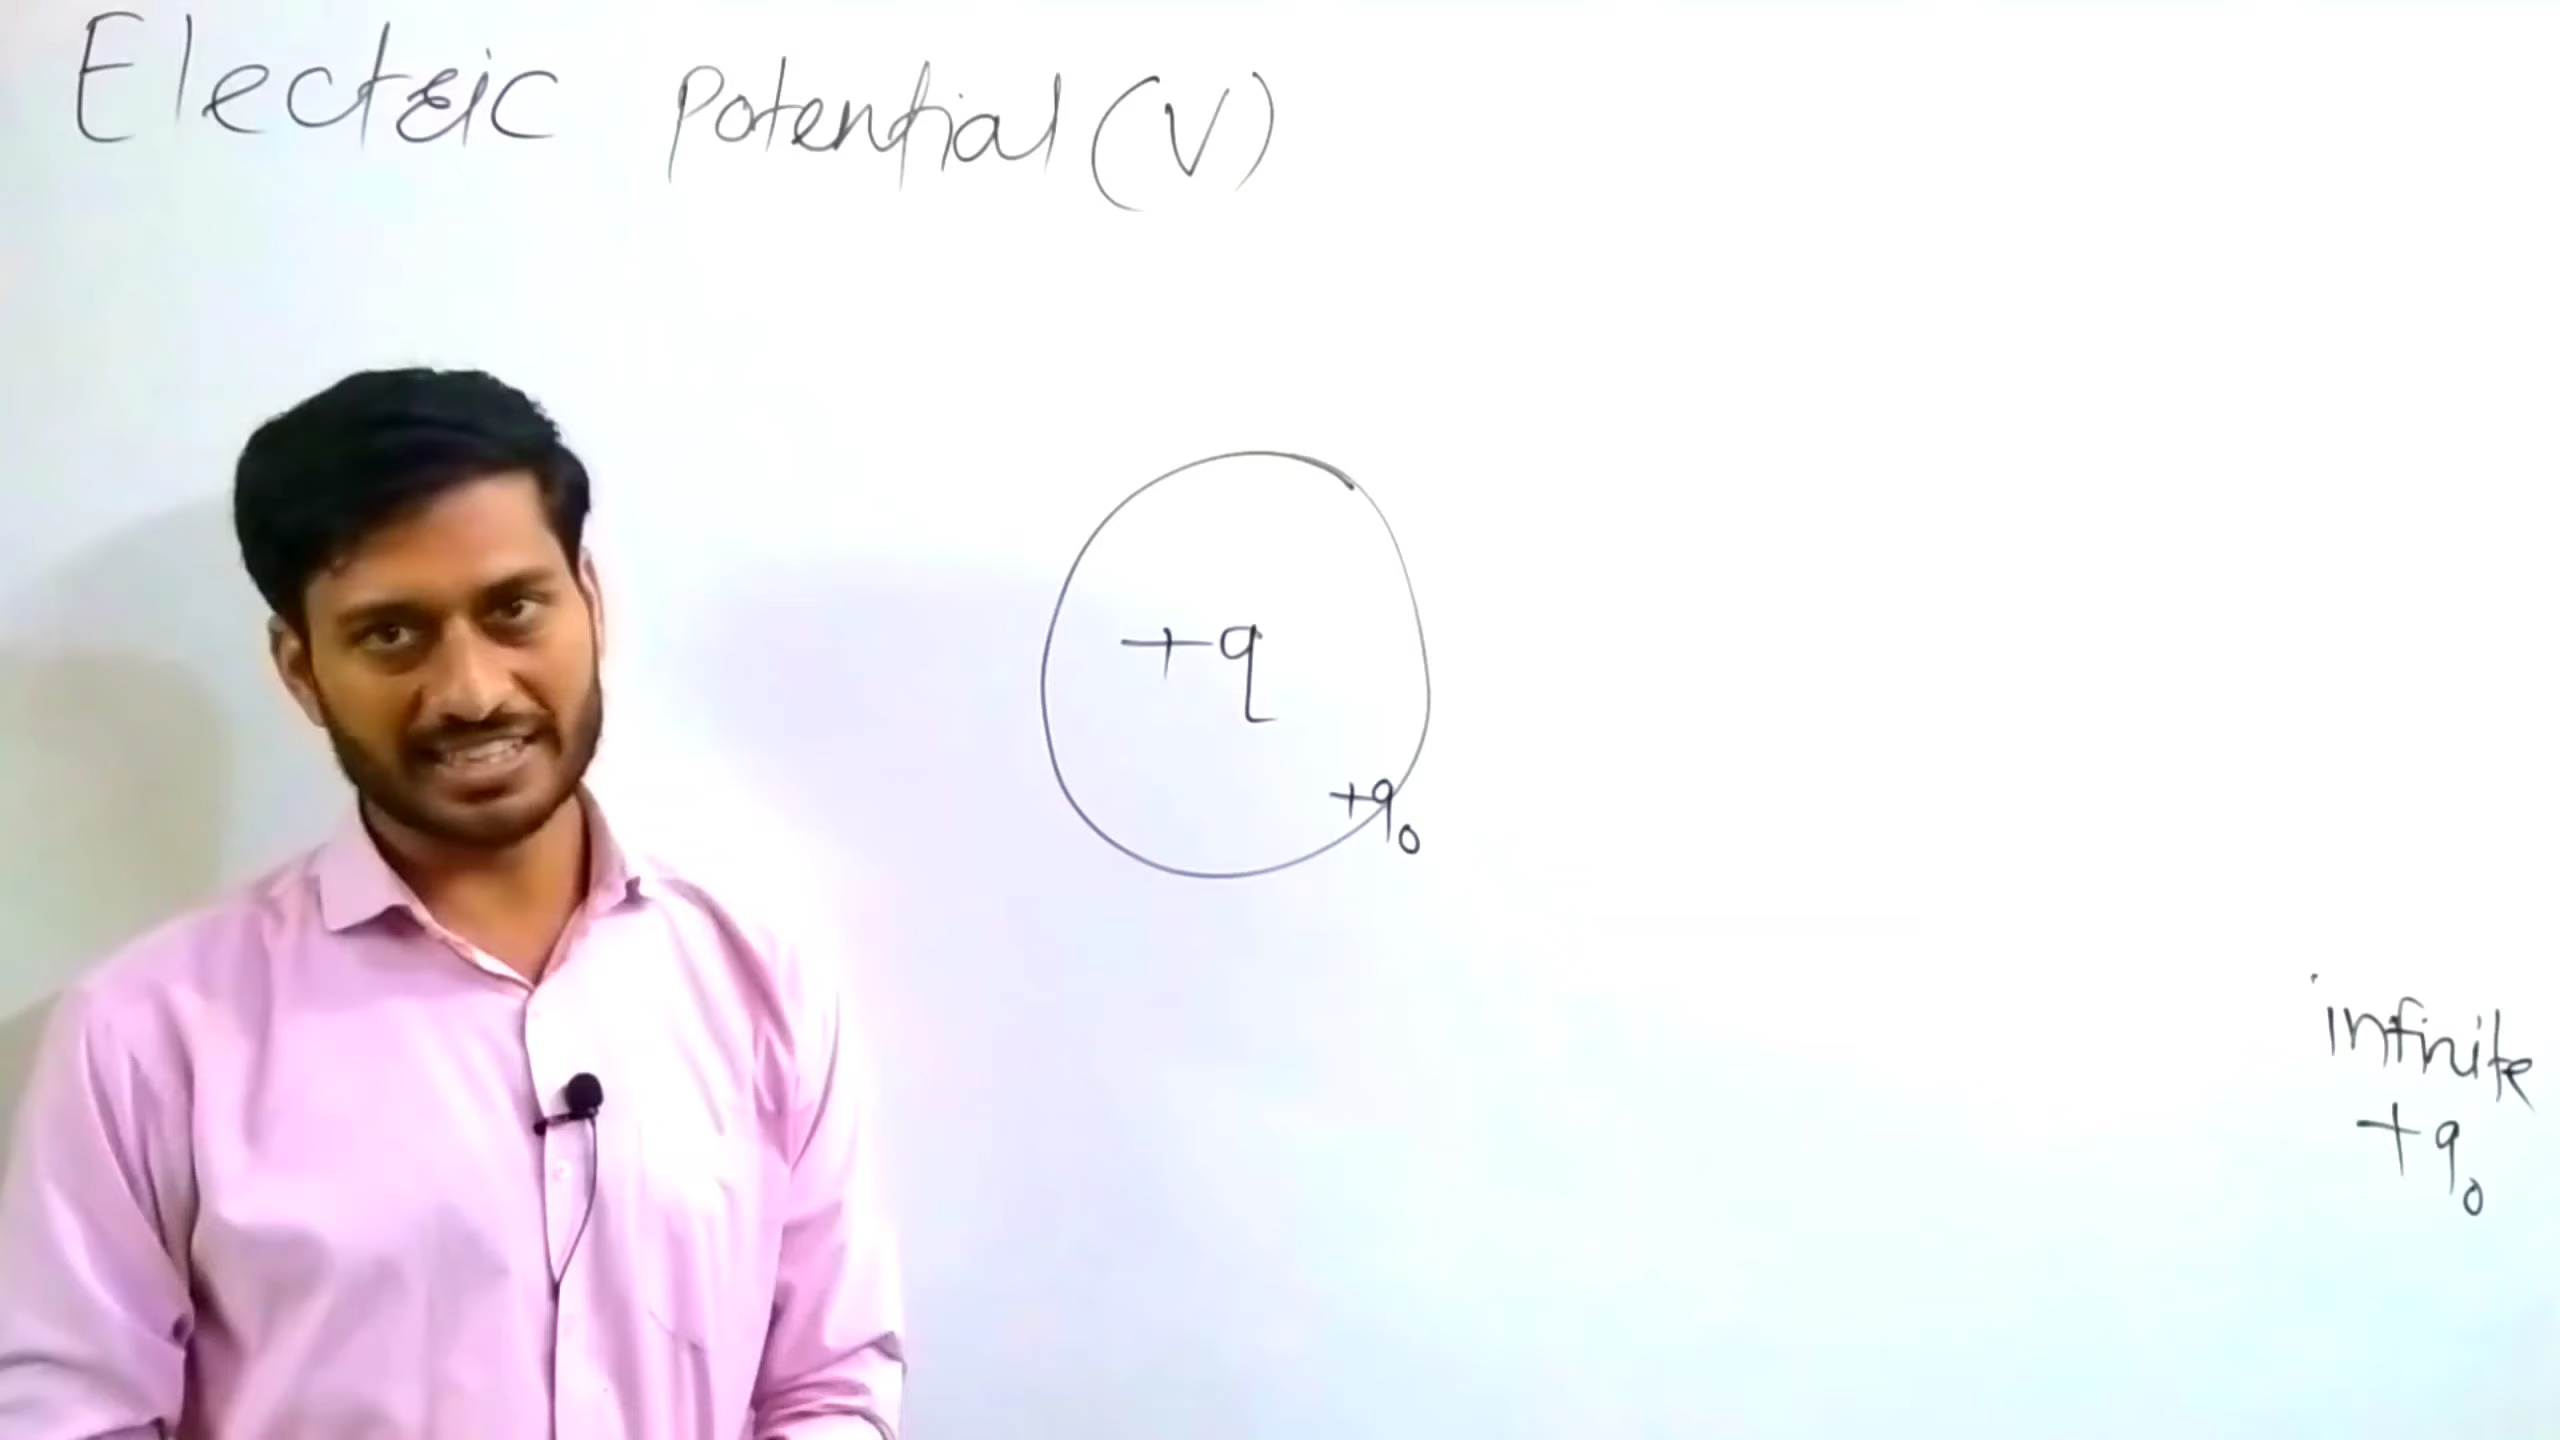 Electric Potential (V)
+q
+q₀
infinite
+q₀